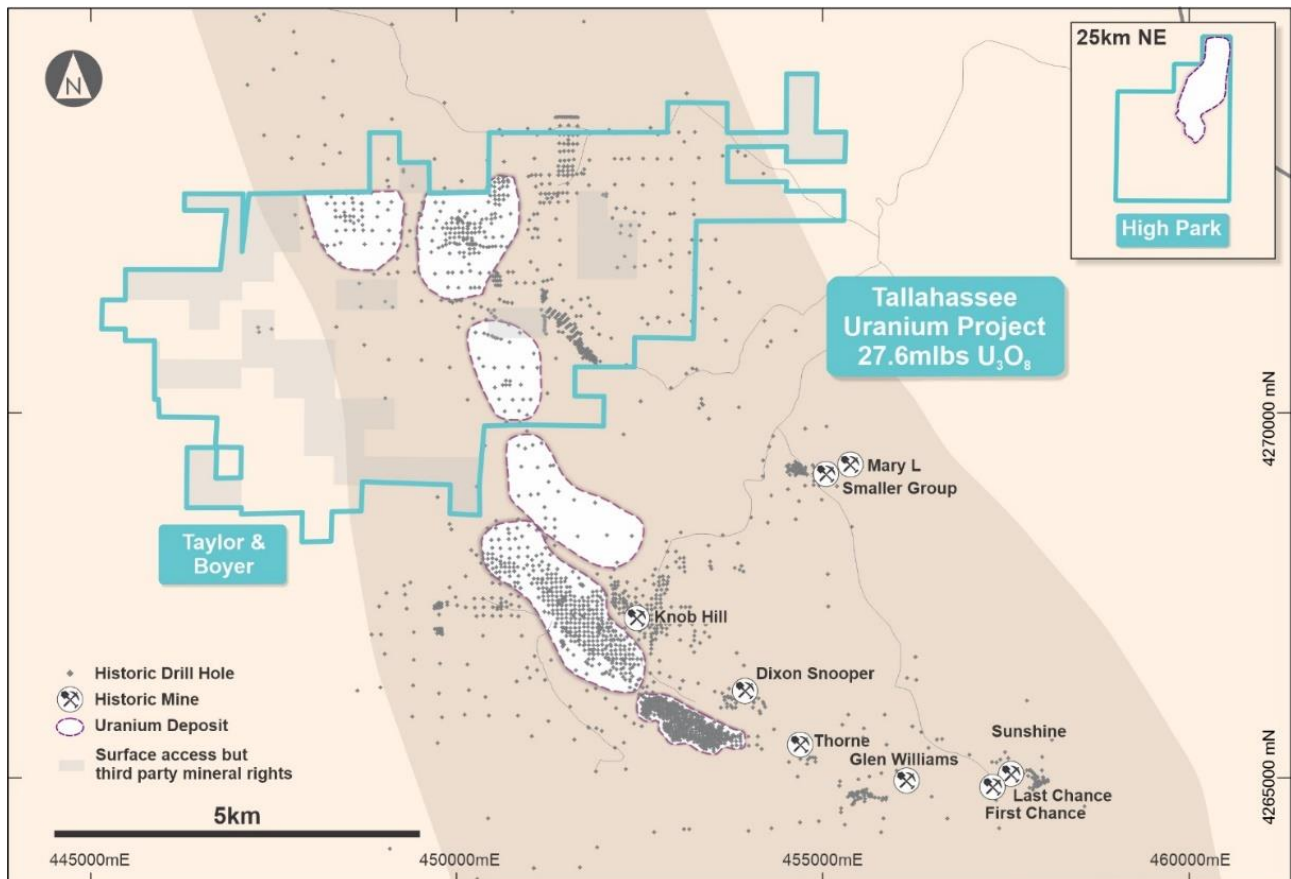 N
25km NE
High Park
Tallahassee
Uranium Project
27.6mlbs U₃O₈
4270000 mN
Mary L
Smaller Group
Taylor &
Boyer
Knob Hill
Historic Drill Hole
Historic Mine
Uranium Deposit
Surface access but
third party mineral rights
Dixon Snooper
Thorne
Glen Williams
Sunshine
Last Chance
First Chance
4265000 mN
5km
445000mE
450000mE
455000mE
460000mE